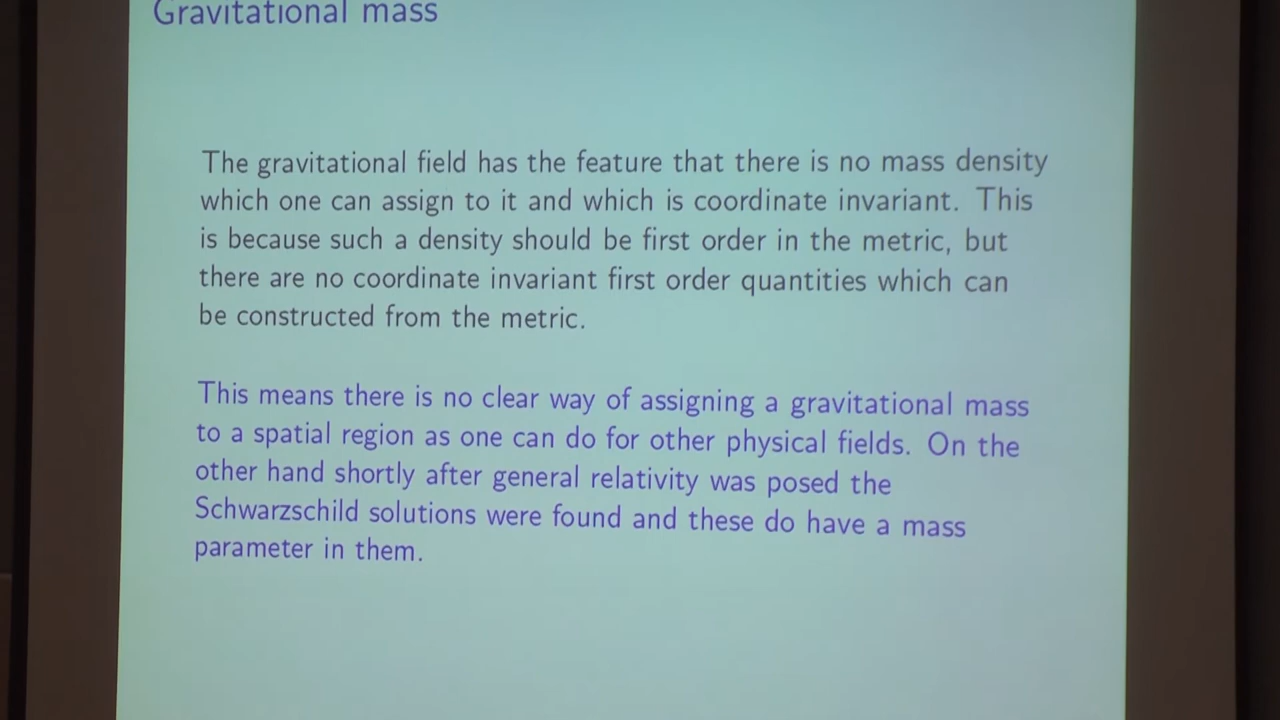 Gravitational mass
The gravitational field has the feature that there is no mass density
which one can assign to it and which is coordinate invariant. This
is because such a density should be first order in the metric, but
there are no coordinate invariant first order quantities which can
be constructed from the metric.
This means there is no clear way of assigning a gravitational mass
to a spatial region as one can do for other physical fields. On the
other hand shortly after general relativity was posed the
Schwarzschild solutions were found and these do have a mass
parameter in them.